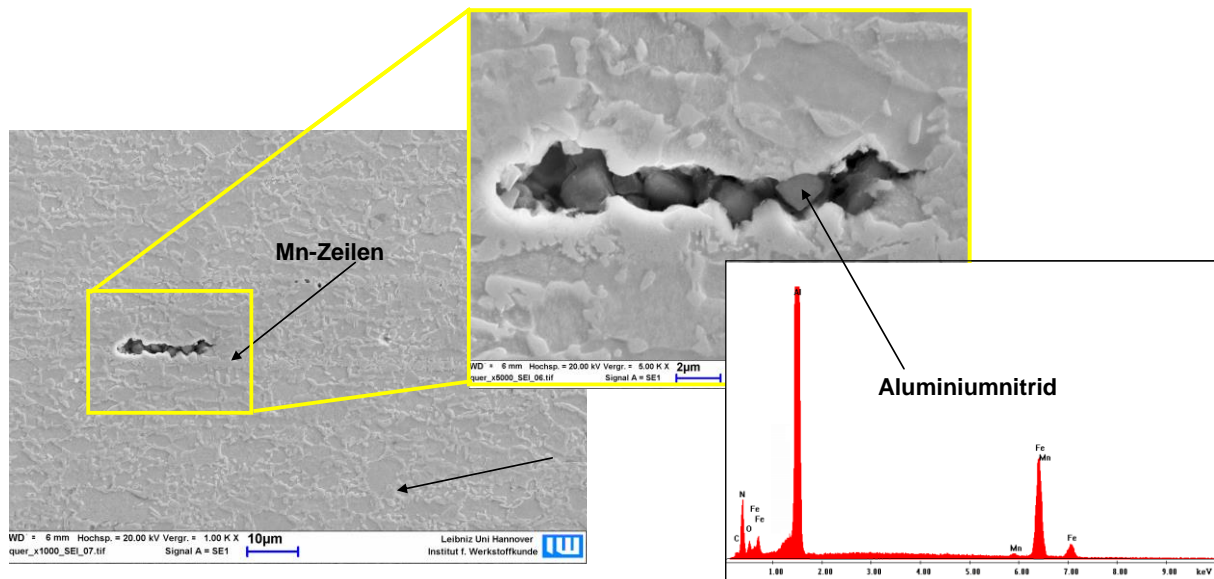 Mn-Zeilen
WD = 6 mm Hochsp. = 20.00 kV Vergr. = 5.00 K X 2µm
quer_x5000_SEI_06.tif Signal A = SE1
Aluminiumnitrid
Al
Fe
Mn
N
Fe
Fe
O
C
Mn
Fe
1.00 2.00 3.00 4.00 5.00 6.00 7.00 8.00 9.00 keV
WD = 6 mm Hochsp. = 20.00 kV Vergr. = 1.00 K X 10µm Leibniz Uni Hannover
quer_x1000_SEI_07.tif Signal A = SE1 Institut f. Werkstoffkunde IW